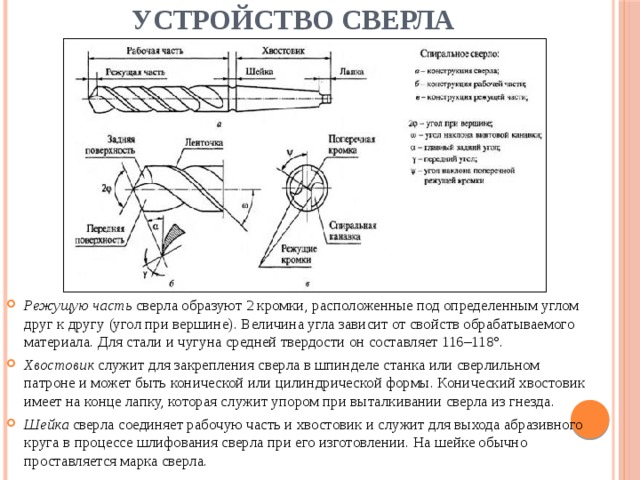 УСТРОЙСТВО СВЕРЛА
Рабочая часть
Хвостовик
Режущая часть
Шейка
Лапка
а
Спиральное сверло:
а – конструкция сверла;
б – конструкция рабочей части;
в – конструкция режущей части;
2φ – угол при вершине;
ω – угол наклона винтовой канавки;
α – главный задний угол;
γ – передний угол;
ψ – угол наклона поперечной
режущей кромки
Задняя
поверхность
Ленточка
Поперечная
кромка
2φ
ω
ψ
Передняя
поверхность
α
γ
Спиральная
канавка
Режущие
кромки
б
в
Режущую часть сверла образуют 2 кромки, расположенные под определенным углом
друг к другу (угол при вершине). Величина угла зависит от свойств обрабатываемого
материала. Для стали и чугуна средней твердости он составляет 116–118°.
Хвостовик служит для закрепления сверла в шпинделе станка или сверлильном
патроне и может быть конической или цилиндрической формы. Конический хвостовик
имеет на конце лапку, которая служит упором при выталкивании сверла из гнезда.
Шейка сверла соединяет рабочую часть и хвостовик и служит для выхода абразивного
круга в процессе шлифования сверла при его изготовлении. На шейке обычно
проставляется марка сверла.